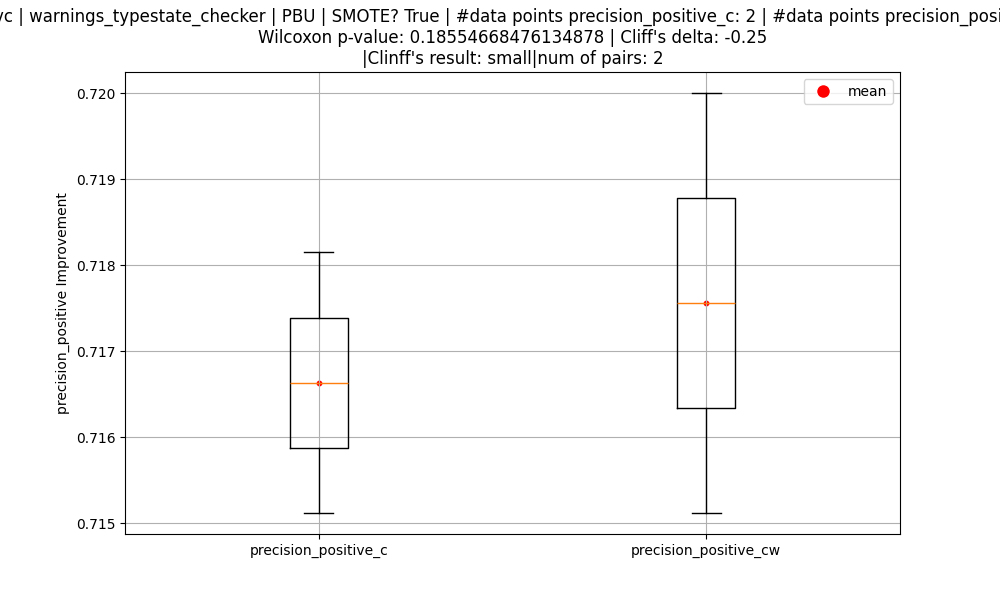 | warnings_typestate_checker | PBU | SMOTE? True | #data points precision_positive_c: 2 | #data points
Wilcoxon p-value: 0.18554668476134878 | Cliff's delta: -0.25
|Clinff's result: small|num of pairs: 2
mean
0.720
0.719
0.718
0.717
0.716
0.715
precision_positive Improvement
precision_positive_c
precision_positive_cw